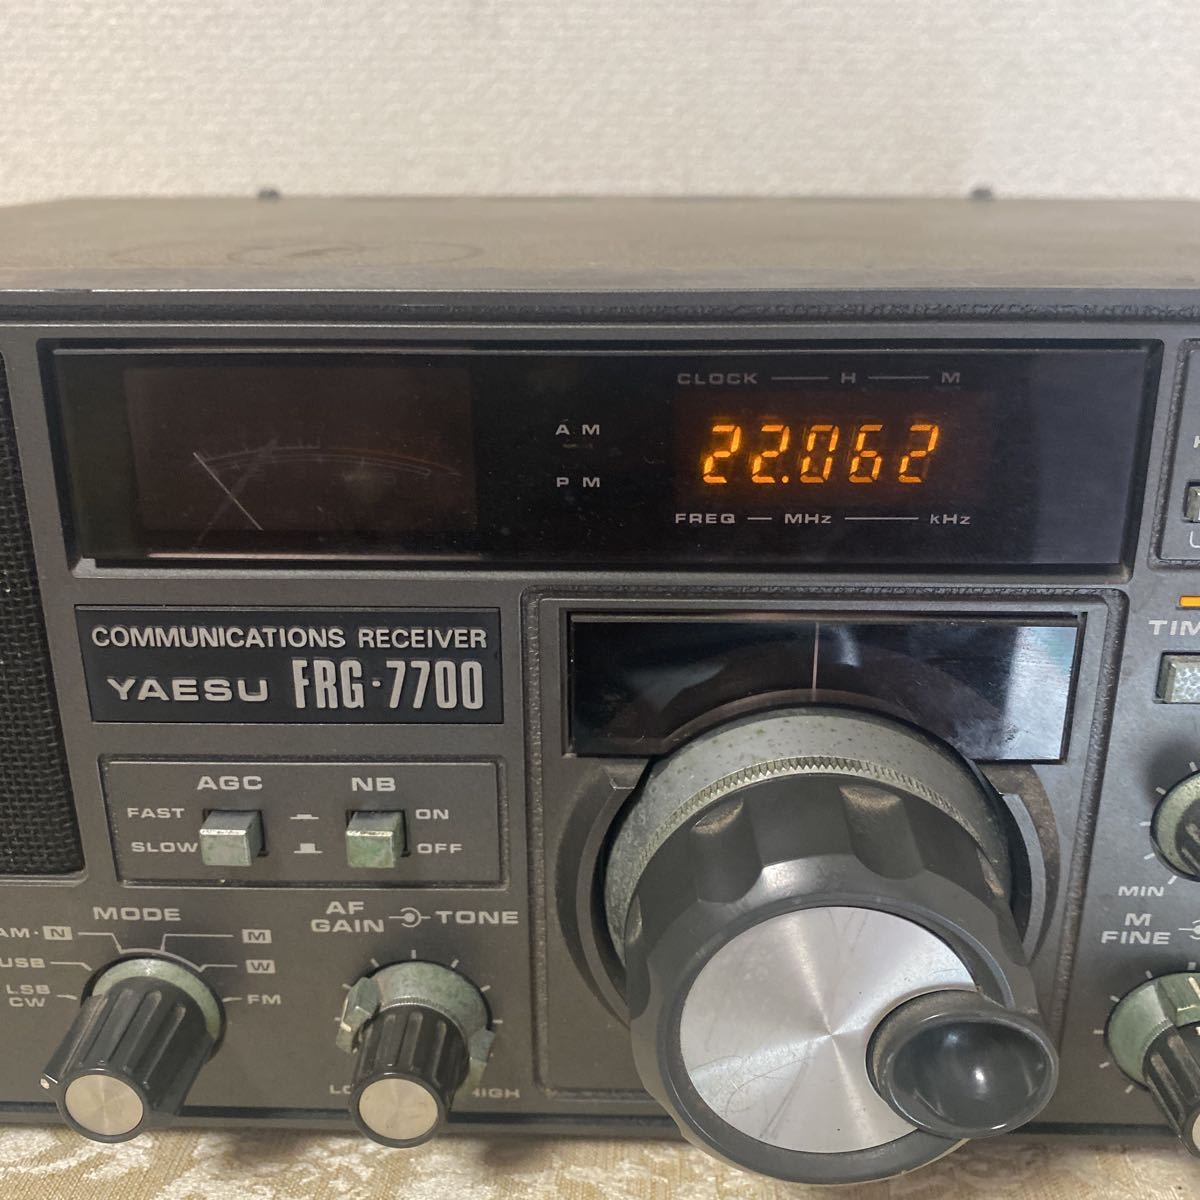 CLOCK H M
AM
22.062
PM
FREQ MHz kHz
COMMUNICATIONS RECEIVER
YAESU FRG-7700
AGC NB
FAST ON
SLOW OFF
MODE
AM·N M
USB W
LSB
CW FM
AF
GAIN TONE
HIGH
MIN
M
FINE